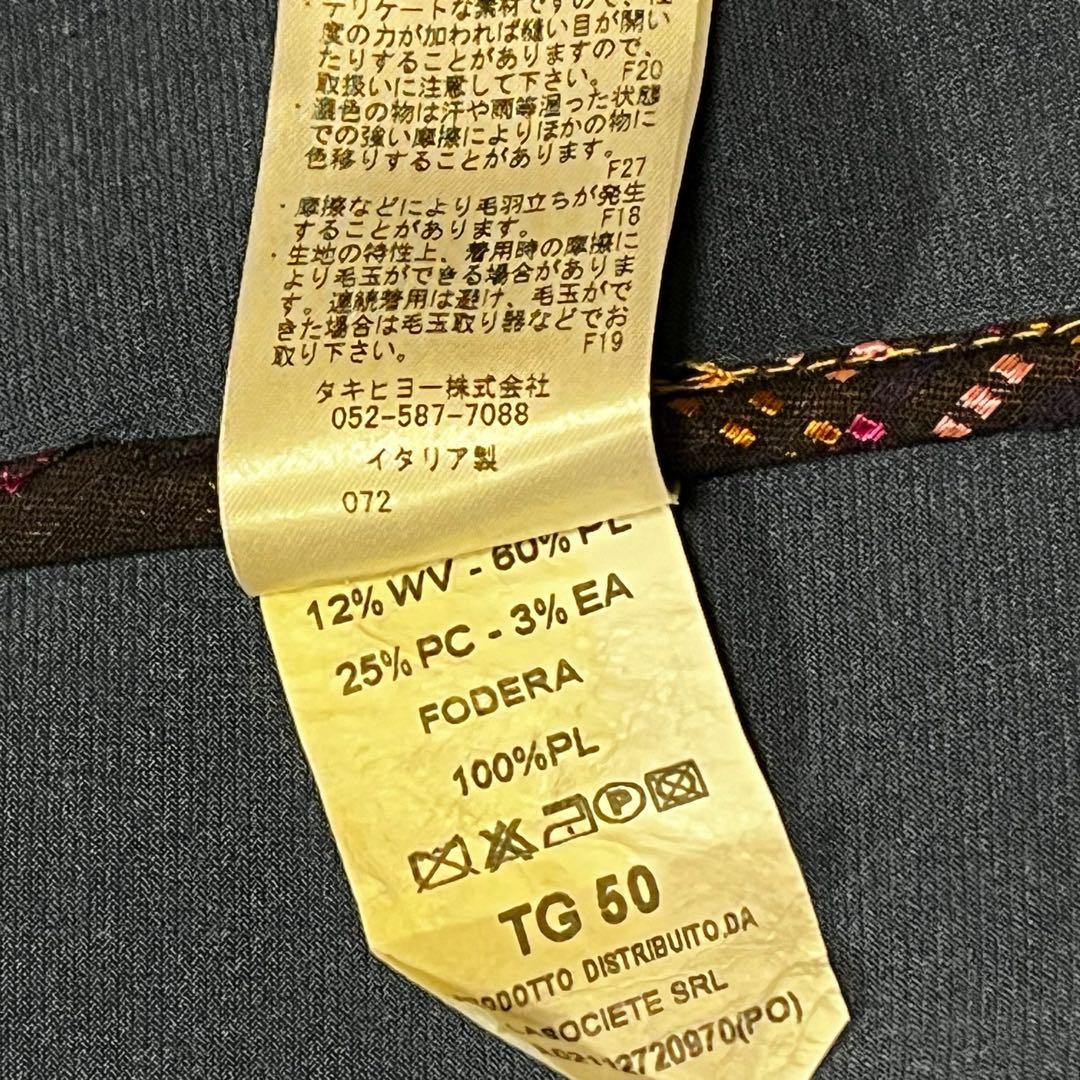 ・デリケートな素材ですので、
度の力が加われば縫い目が開い
たりすることがありますので、
取扱いに注意して下さい。 F20
・濃色の物は汗や雨等湿った状態
での強い摩擦によりほかの物に
色移りすることがあります。
F27
・摩擦などにより毛羽立ちが発生
することがあります。 F18
・生地の特性上、着用時の摩擦に
より毛玉ができる場合がありま
す。連続着用は避け、毛玉がで
きた場合は毛玉取り器などでお
取り下さい。 F19
タキヒヨー株式会社
052-587-7088
イタリア製
072
12% WV - 60% PL
25% PC - 3% EA
FODERA
100%PL
P
TG 50
PRODOTTO DISTRIBUITO DA
LASOCIETE SRL
2720970(PO)